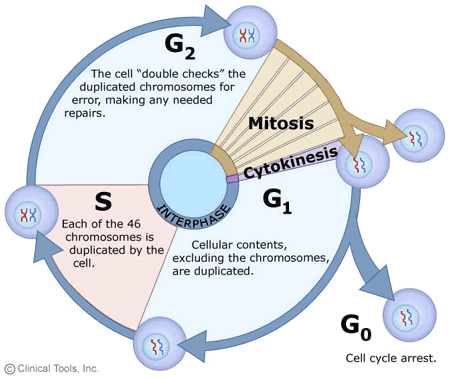 G2
The cell “double checks” the
duplicated chromosomes for
error, making any needed
repairs.
Mitosis
Cytokinesis
S
Each of the 46
chromosomes is
duplicated by the
cell.
INTERPHASE
G1
Cellular contents,
excluding the chromosomes,
are duplicated.
G0
Cell cycle arrest.
© Clinical Tools, Inc.